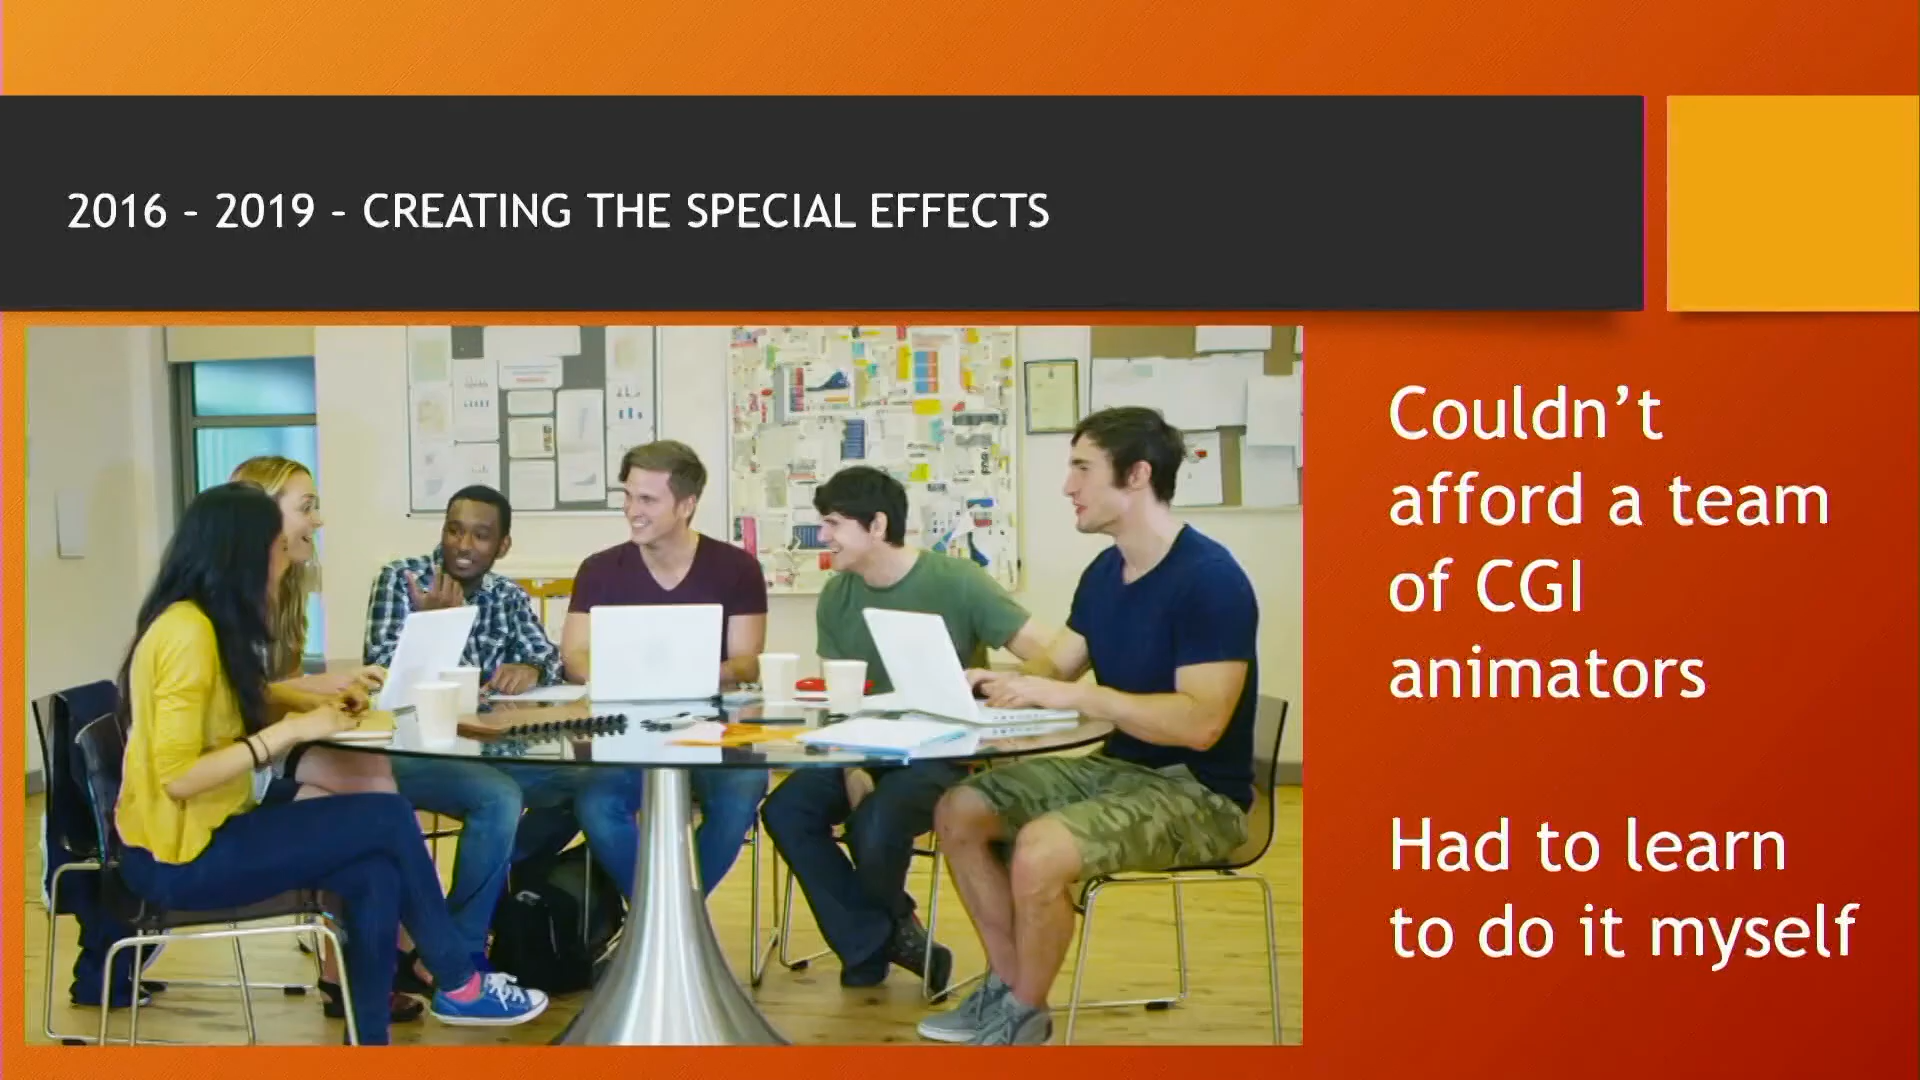 2016 – 2019 – CREATING THE SPECIAL EFFECTS
Couldn’t
afford a team
of CGI
animators
Had to learn
to do it myself